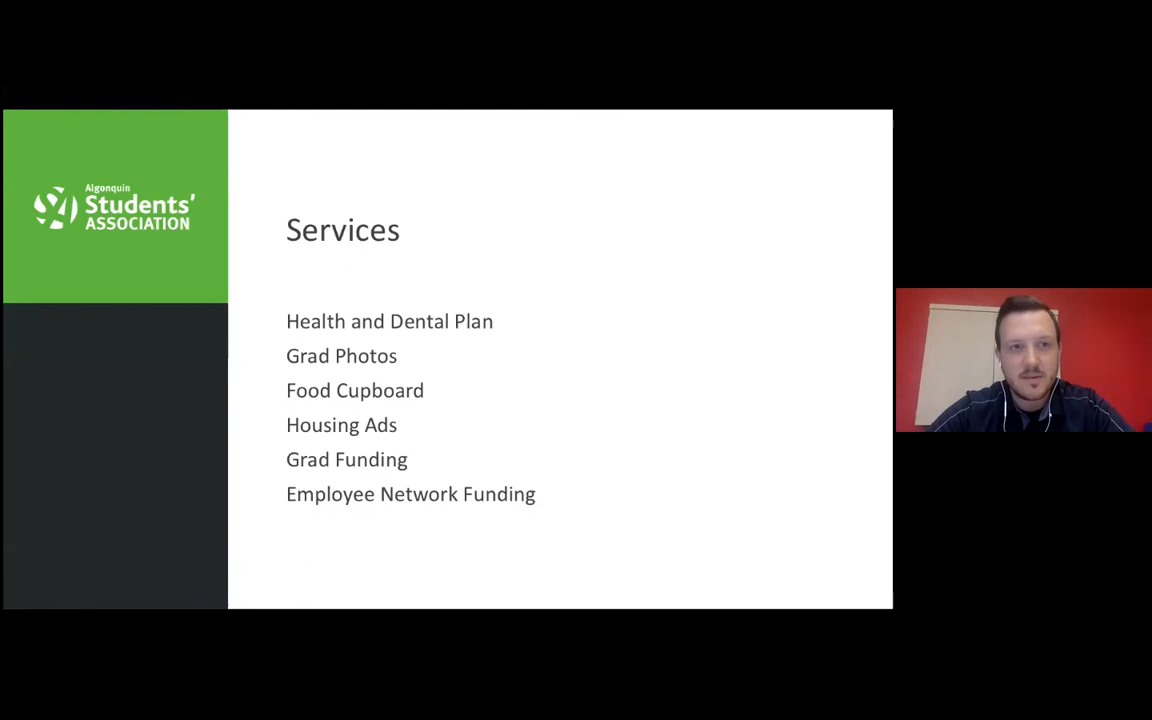 Algonquin
Students'
ASSOCIATION
Services
Health and Dental Plan
Grad Photos
Food Cupboard
Housing Ads
Grad Funding
Employee Network Funding